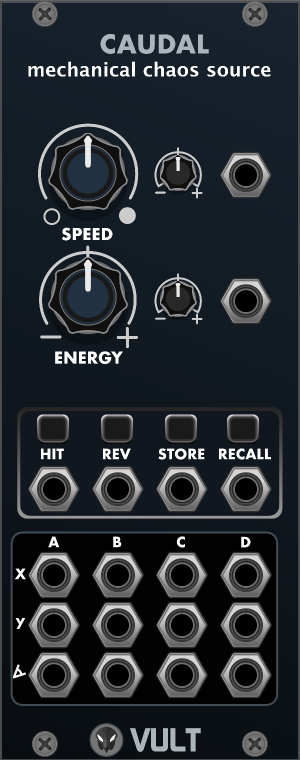 CAUDAL
mechanical chaos source
SPEED
− +
ENERGY
− +
− +
HIT REV STORE RECALL
A B C D
x
y
∡
VULT